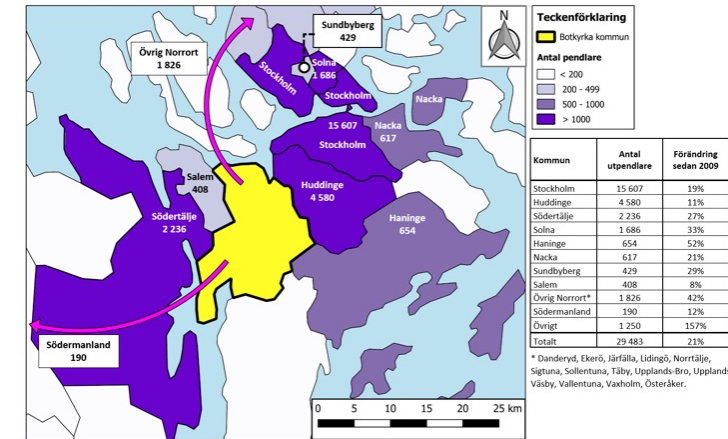 Sundbyberg
429
N
Övrig Norrort
1 826
Solna
1 686
Stockholm
Stockholm
Nacka
15 607
Stockholm
Nacka
617
Salem
408
Huddinge
4 580
Södertälje
2 236
Haninge
654
Södermanland
190
0 5 10 15 20 25 km
Teckenförklaring
Botkyrka kommun
Antal pendlare
< 200
200 - 499
500 - 1000
> 1000
Kommun Antal utpendlare Förändring sedan 2009
Stockholm 15 607 19%
Huddinge 4 580 11%
Södertälje 2 236 27%
Solna 1 686 33%
Haninge 654 52%
Nacka 617 21%
Sundbyberg 429 29%
Salem 408 8%
Övrig Norrort* 1 826 42%
Södermanland 190 12%
Övrigt 1 250 157%
Totalt 29 483 21%
* Danderyd, Ekerö, Järfälla, Lidingö, Norrtälje,
Sigtuna, Sollentuna, Täby, Upplands-Bro, Upplands
Väsby, Vallentuna, Vaxholm, Österåker.